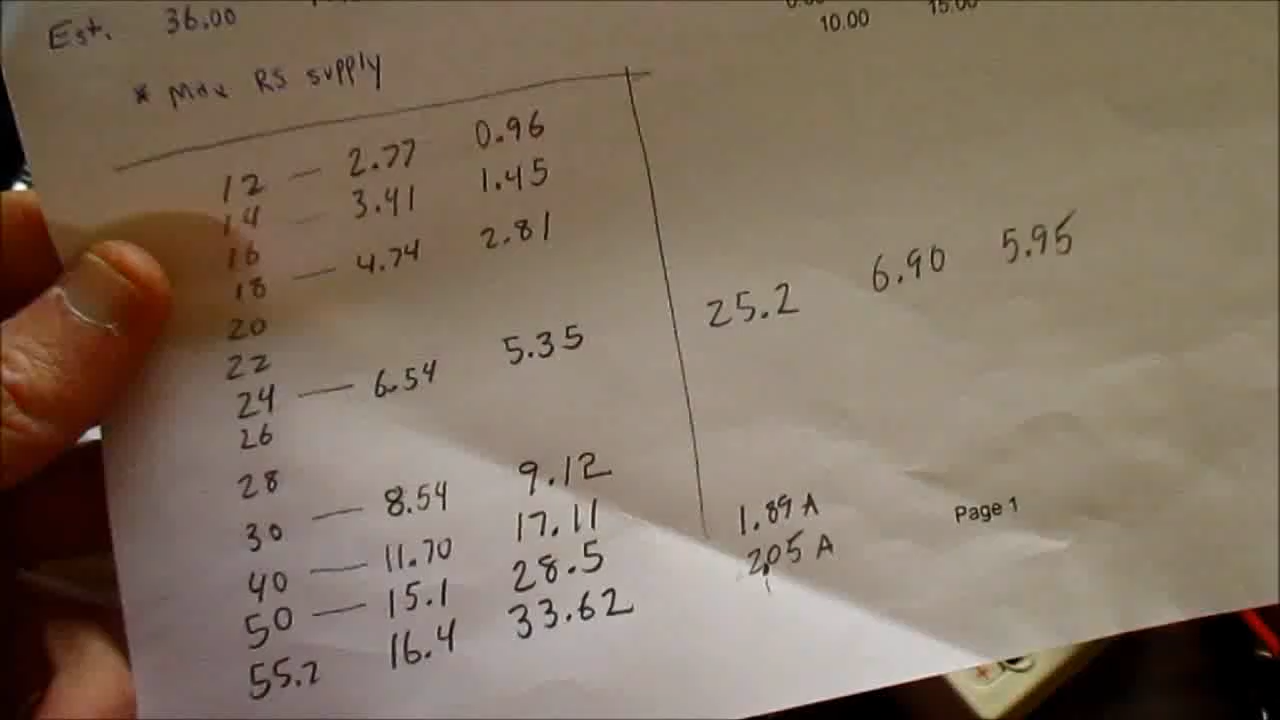 Est. 36.00
10.00 15.00
* Max RS supply
12 — 2.77 0.96
14 — 3.41 1.45
16
18 — 4.74 2.81
20
22
24 — 6.54 5.35
26
28
30 — 8.54 9.12
40 — 11.70 17.11
50 — 15.1 28.5
55.2 16.4 33.62
25.2 6.90 5.95
1.89 A
2.05 A
Page 1